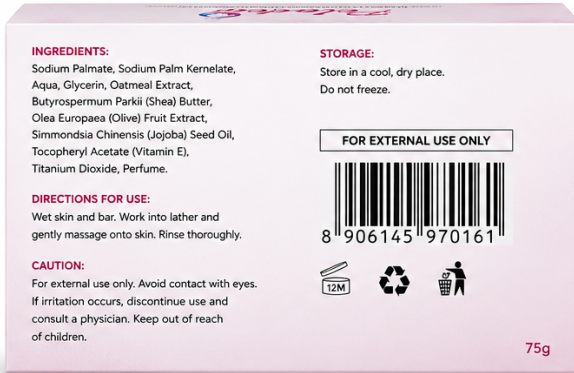 INGREDIENTS:
Sodium Palmate, Sodium Palm Kernelate,
Aqua, Glycerin, Oatmeal Extract,
Butyrospermum Parkii (Shea) Butter,
Olea Europaea (Olive) Fruit Extract,
Simmondsia Chinensis (Jojoba) Seed Oil,
Tocopheryl Acetate (Vitamin E),
Titanium Dioxide, Perfume.
DIRECTIONS FOR USE:
Wet skin and bar. Work into lather and
gently massage onto skin. Rinse thoroughly.
CAUTION:
For external use only. Avoid contact with eyes.
If irritation occurs, discontinue use and
consult a physician. Keep out of reach
of children.
STORAGE:
Store in a cool, dry place.
Do not freeze.
FOR EXTERNAL USE ONLY
8 906145 970161
12M
75g